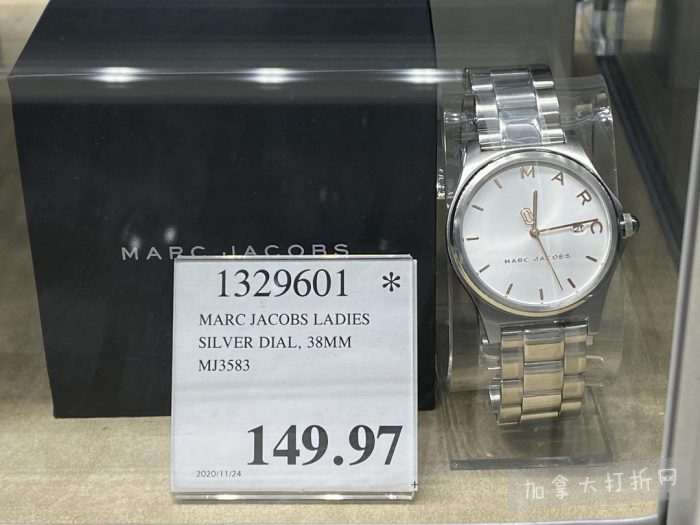 MARC JACOBS
MARC
MARC JACOBS
1329601 *
MARC JACOBS LADIES
SILVER DIAL, 38MM
MJ3583
149.97
2020/11/24
加拿大打折网